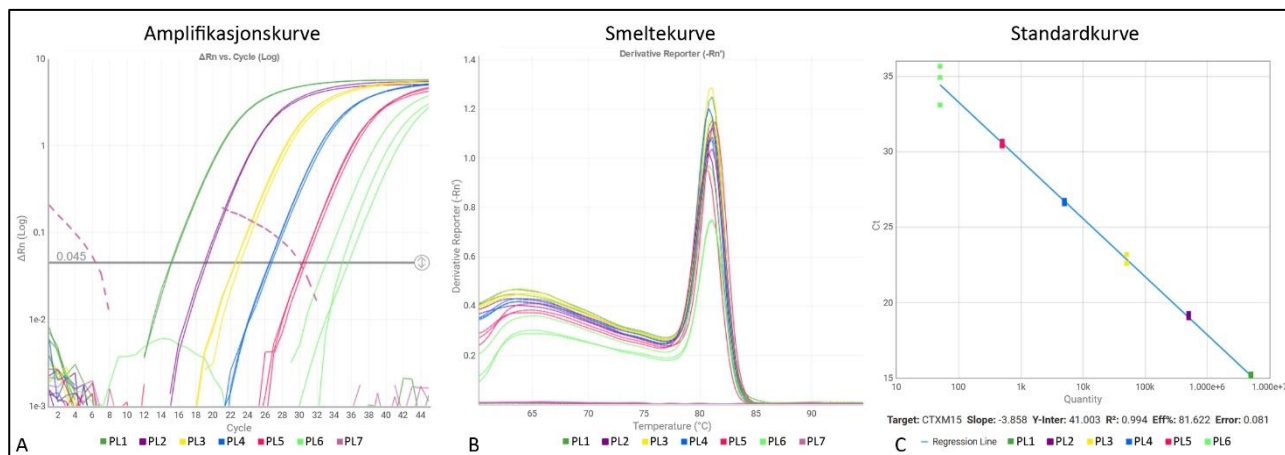 Amplifikasjonskurve
ΔRn vs. Cycle (Log)
10
1
0.1
0.045
1e-2
1e-3
ΔRn (Log)
2 4 6 8 10 12 14 16 18 20 22 24 26 28 30 32 34 36 38 40 42 44
Cycle
A
PL1 PL2 PL3 PL4 PL5 PL6 PL7
Smeltekurve
Derivative Reporter (-Rn')
1.4
1.2
1.0
0.8
0.6
0.4
0.2
Derivative Reporter (-Rn')
65 70 75 80 85 90
Temperature (°C)
B
PL1 PL2 PL3 PL4 PL5 PL6 PL7
Standardkurve
35
30
25
20
15
Ct
10 100 1k 10k 100k 1.000e+6 1.000e+7
Quantity
Target: CTXM15 Slope: -3.858 Y-Inter: 41.003 R²: 0.994 Eff%: 81.622 Error: 0.081
C
Regression Line PL1 PL2 PL3 PL4 PL5 PL6